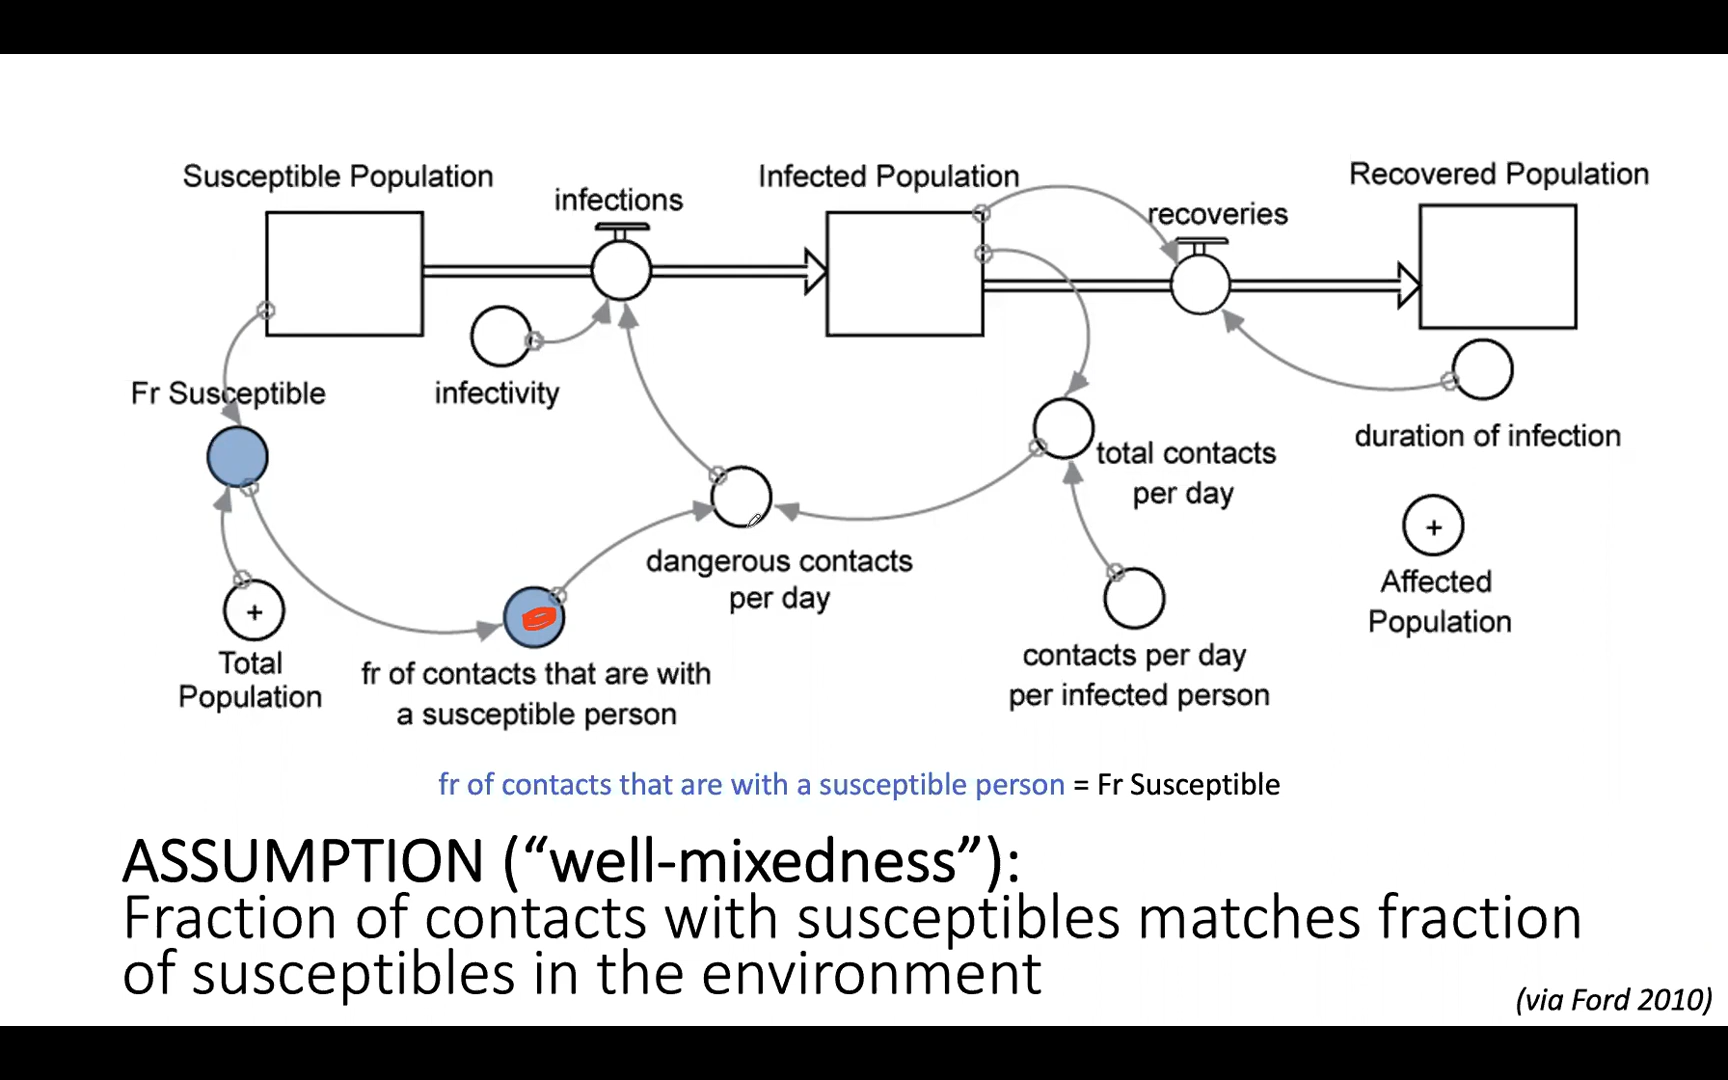 Susceptible Population
infections
Infected Population
recoveries
Recovered Population
Fr Susceptible
infectivity
total contacts
per day
duration of infection
dangerous contacts
per day
+
Total
Population
fr of contacts that are with
a susceptible person
contacts per day
per infected person
+
Affected
Population
fr of contacts that are with a susceptible person = Fr Susceptible
ASSUMPTION (“well-mixedness”):
Fraction of contacts with susceptibles matches fraction
of susceptibles in the environment
(via Ford 2010)